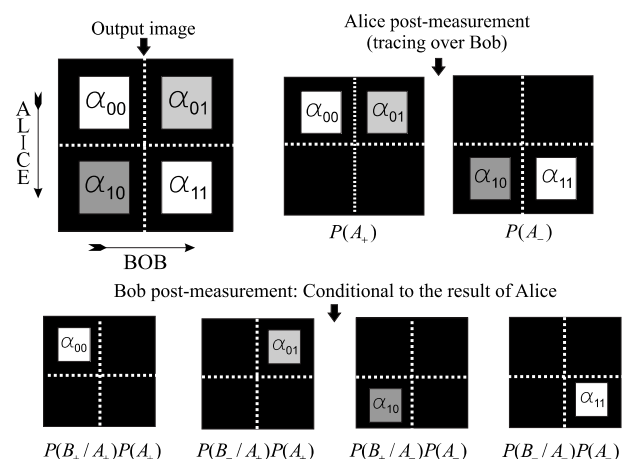 Output image
Alice post-measurement
(tracing over Bob)
ALICE
α₀₀ α₀₁
α₁₀ α₁₁
BOB
α₀₀ α₀₁
P(A₊)
α₁₀ α₁₁
P(A₋)
Bob post-measurement: Conditional to the result of Alice
α₀₀ α₀₁ α₁₀ α₁₁
P(B₊/A₊)P(A₊) P(B₋/A₊)P(A₊) P(B₊/A₋)P(A₋) P(B₋/A₋)P(A₋)